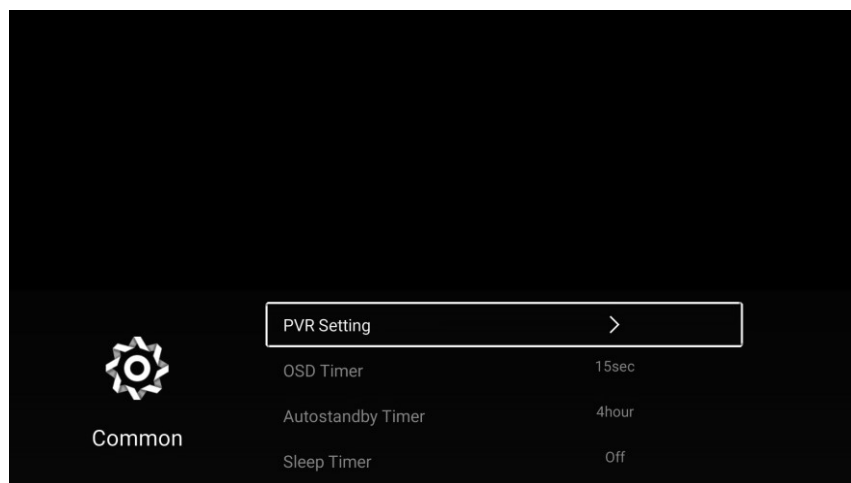 PVR Setting
OSD Timer 15sec
Autostandby Timer 4hour
Common
Sleep Timer Off